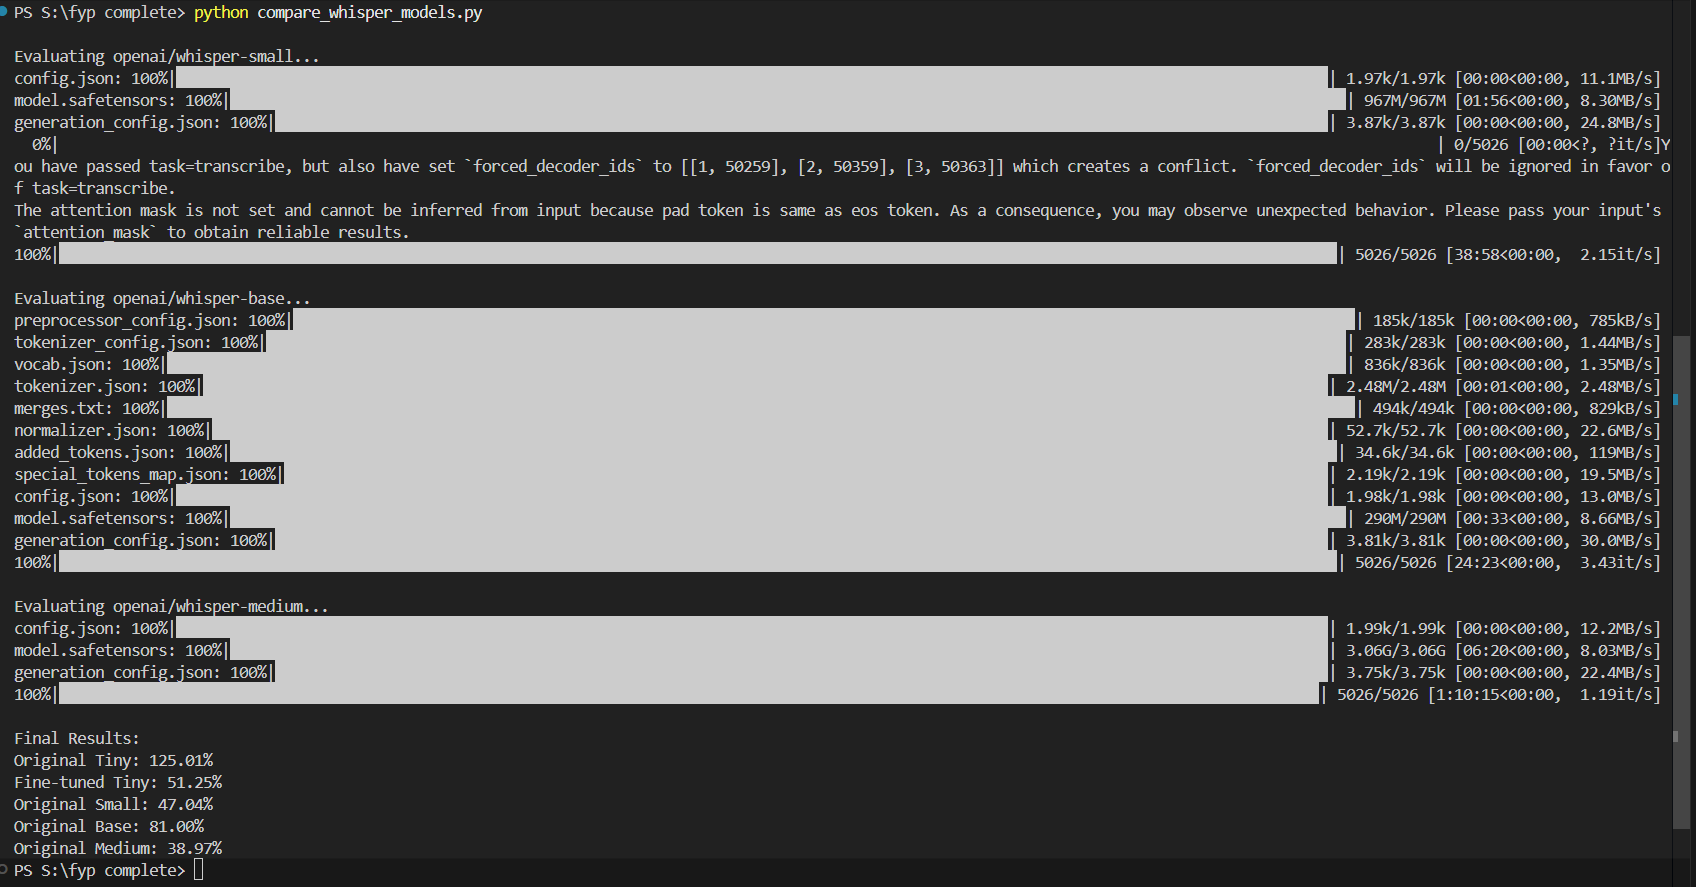 PS S:\fyp complete> python compare_whisper_models.py
Evaluating openai/whisper-small...
config.json: 100%| | 1.97k/1.97k [00:00<00:00, 11.1MB/s]
model.safetensors: 100%| | 967M/967M [01:56<00:00, 8.30MB/s]
generation_config.json: 100%| | 3.87k/3.87k [00:00<00:00, 24.8MB/s]
0%| | 0/5026 [00:00<?, ?it/s]Y
ou have passed task=transcribe, but also have set `forced_decoder_ids` to [[1, 50259], [2, 50359], [3, 50363]] which creates a conflict. `forced_decoder_ids` will be ignored in favor o
f task=transcribe.
The attention mask is not set and cannot be inferred from input because pad token is same as eos token. As a consequence, you may observe unexpected behavior. Please pass your input's
`attention_mask` to obtain reliable results.
100%| | 5026/5026 [38:58<00:00, 2.15it/s]
Evaluating openai/whisper-base...
preprocessor_config.json: 100%| | 185k/185k [00:00<00:00, 785kB/s]
tokenizer_config.json: 100%| | 283k/283k [00:00<00:00, 1.44MB/s]
vocab.json: 100%| | 836k/836k [00:00<00:00, 1.35MB/s]
tokenizer.json: 100%| | 2.48M/2.48M [00:01<00:00, 2.48MB/s]
merges.txt: 100%| | 494k/494k [00:00<00:00, 829kB/s]
normalizer.json: 100%| | 52.7k/52.7k [00:00<00:00, 22.6MB/s]
added_tokens.json: 100%| | 34.6k/34.6k [00:00<00:00, 119MB/s]
special_tokens_map.json: 100%| | 2.19k/2.19k [00:00<00:00, 19.5MB/s]
config.json: 100%| | 1.98k/1.98k [00:00<00:00, 13.0MB/s]
model.safetensors: 100%| | 290M/290M [00:33<00:00, 8.66MB/s]
generation_config.json: 100%| | 3.81k/3.81k [00:00<00:00, 30.0MB/s]
100%| | 5026/5026 [24:23<00:00, 3.43it/s]
Evaluating openai/whisper-medium...
config.json: 100%| | 1.99k/1.99k [00:00<00:00, 12.2MB/s]
model.safetensors: 100%| | 3.06G/3.06G [06:20<00:00, 8.03MB/s]
generation_config.json: 100%| | 3.75k/3.75k [00:00<00:00, 22.4MB/s]
100%| | 5026/5026 [1:10:15<00:00, 1.19it/s]
Final Results:
Original Tiny: 125.01%
Fine-tuned Tiny: 51.25%
Original Small: 47.04%
Original Base: 81.00%
Original Medium: 38.97%
PS S:\fyp complete>